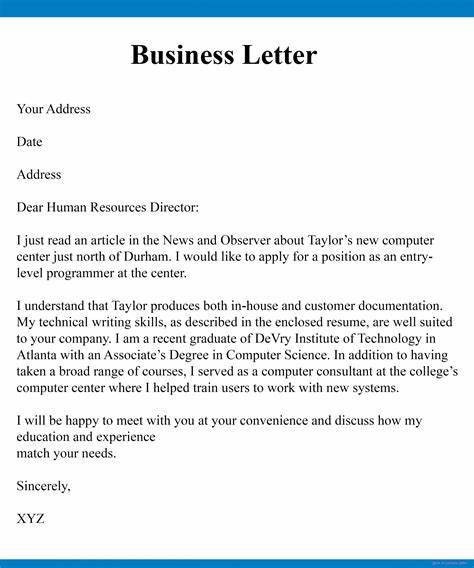 Business Letter
Your Address
Date
Address
Dear Human Resources Director:
I just read an article in the News and Observer about Taylor's new computer
center just north of Durham. I would like to apply for a position as an entry-
level programmer at the center.
I understand that Taylor produces both in-house and customer documentation.
My technical writing skills, as described in the enclosed resume, are well suited
to your company. I am a recent graduate of DeVry Institute of Technology in
Atlanta with an Associate's Degree in Computer Science. In addition to having
taken a broad range of courses, I served as a computer consultant at the college's
computer center where I helped train users to work with new systems.
I will be happy to meet with you at your convenience and discuss how my
education and experience
match your needs.
Sincerely,
XYZ